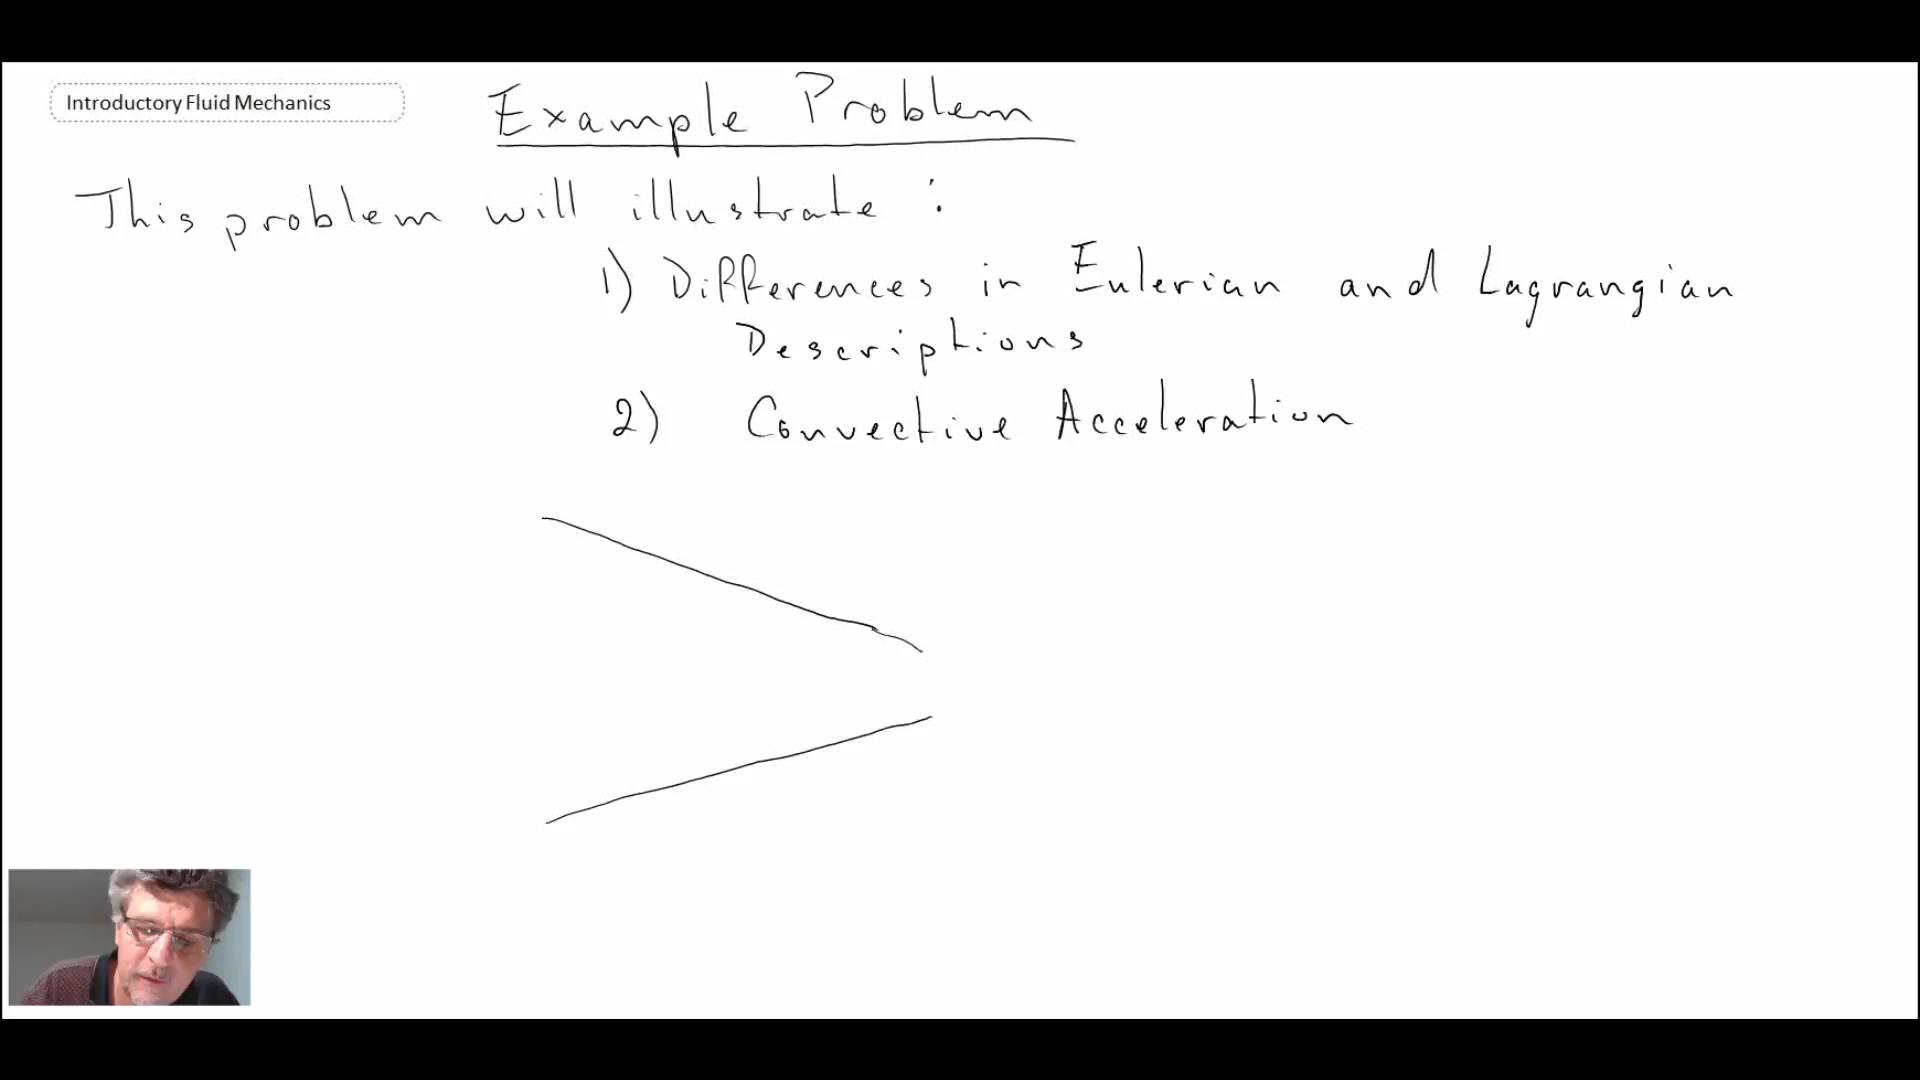 Introductory Fluid Mechanics
Example Problem
This problem will illustrate :
1) Differences in Eulerian and Lagrangian
Descriptions
2) Convective Acceleration